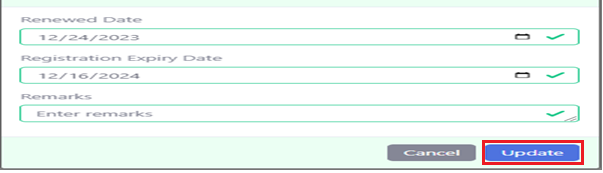 Renewed Date
12/24/2023
Registration Expiry Date
12/16/2024
Remarks
Enter remarks
Cancel Update